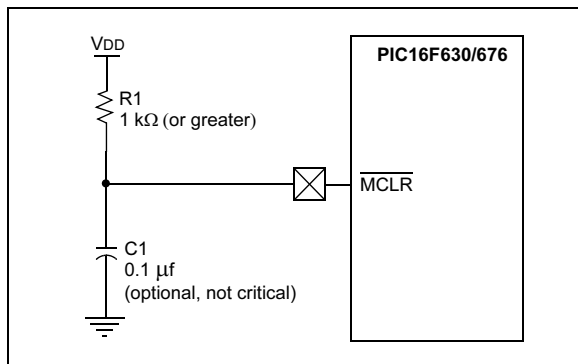 VDD
PIC16F630/676
R1
1 kΩ (or greater)
MCLR
C1
0.1 μf
(optional, not critical)